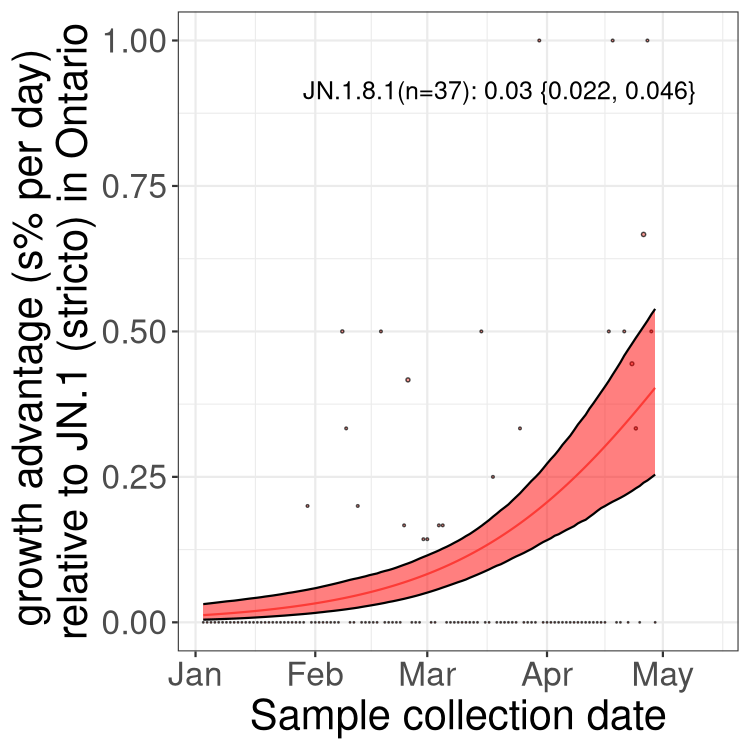 growth advantage (s% per day)
relative to JN.1 (stricto) in Ontario
1.00
0.75
0.50
0.25
0.00
JN.1.8.1(n=37): 0.03 {0.022, 0.046}
Jan Feb Mar Apr May
Sample collection date